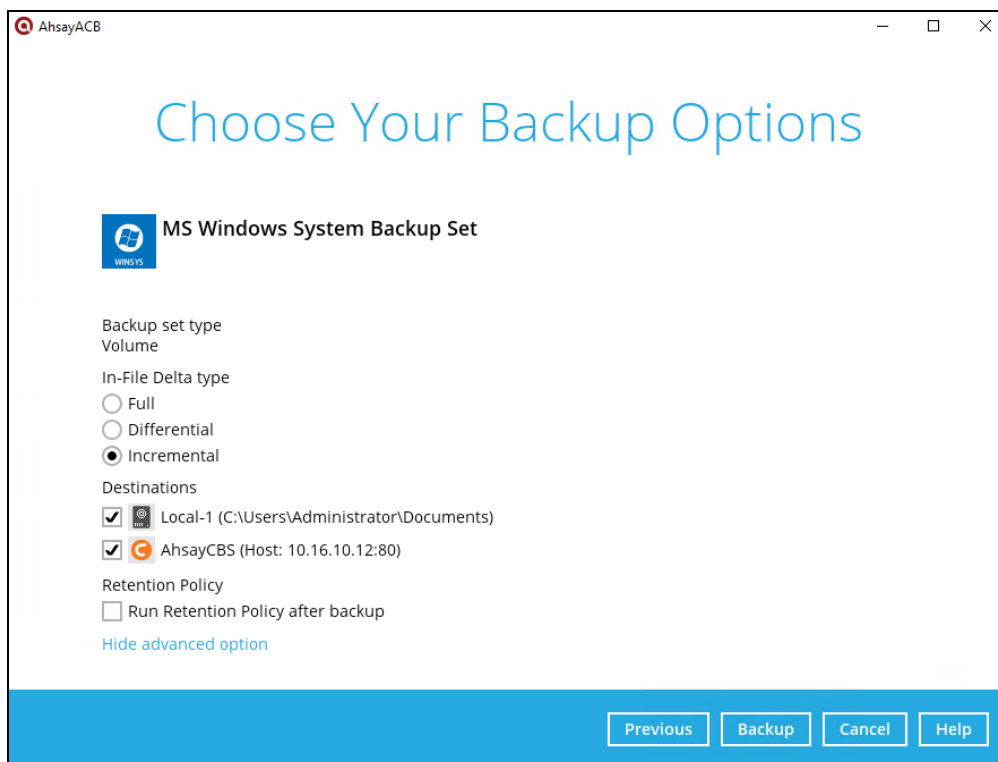 AhsayACB
Choose Your Backup Options
MS Windows System Backup Set
WINSYS
Backup set type
Volume
In-File Delta type
Full
Differential
Incremental
Destinations
Local-1 (C:\Users\Administrator\Documents)
AhsayCBS (Host: 10.16.10.12:80)
Retention Policy
Run Retention Policy after backup
Hide advanced option
Previous Backup Cancel Help